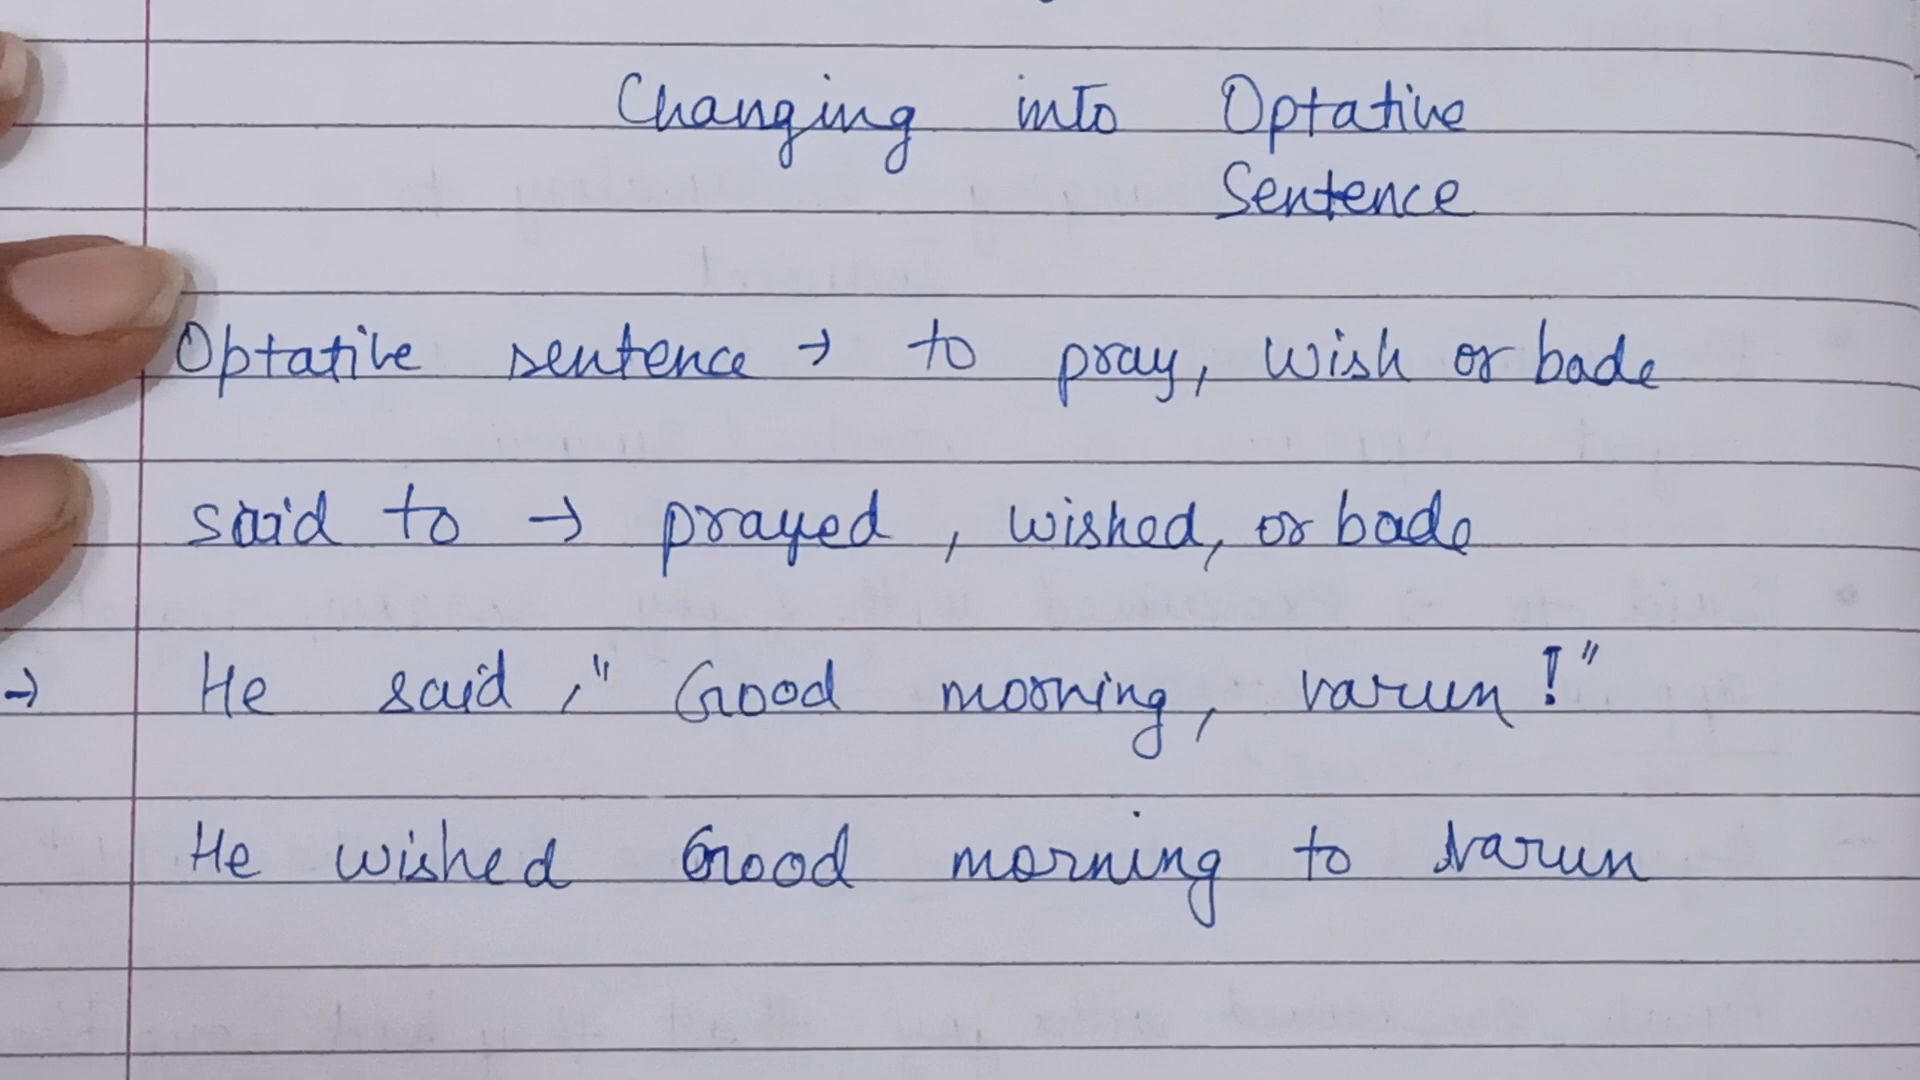 Changing into Optative
Sentence
Optative sentence → to pray, wish or bade
said to → prayed, wished, or bade
→ He said, " Good morning, varun ! "
He wished Good morning to varun